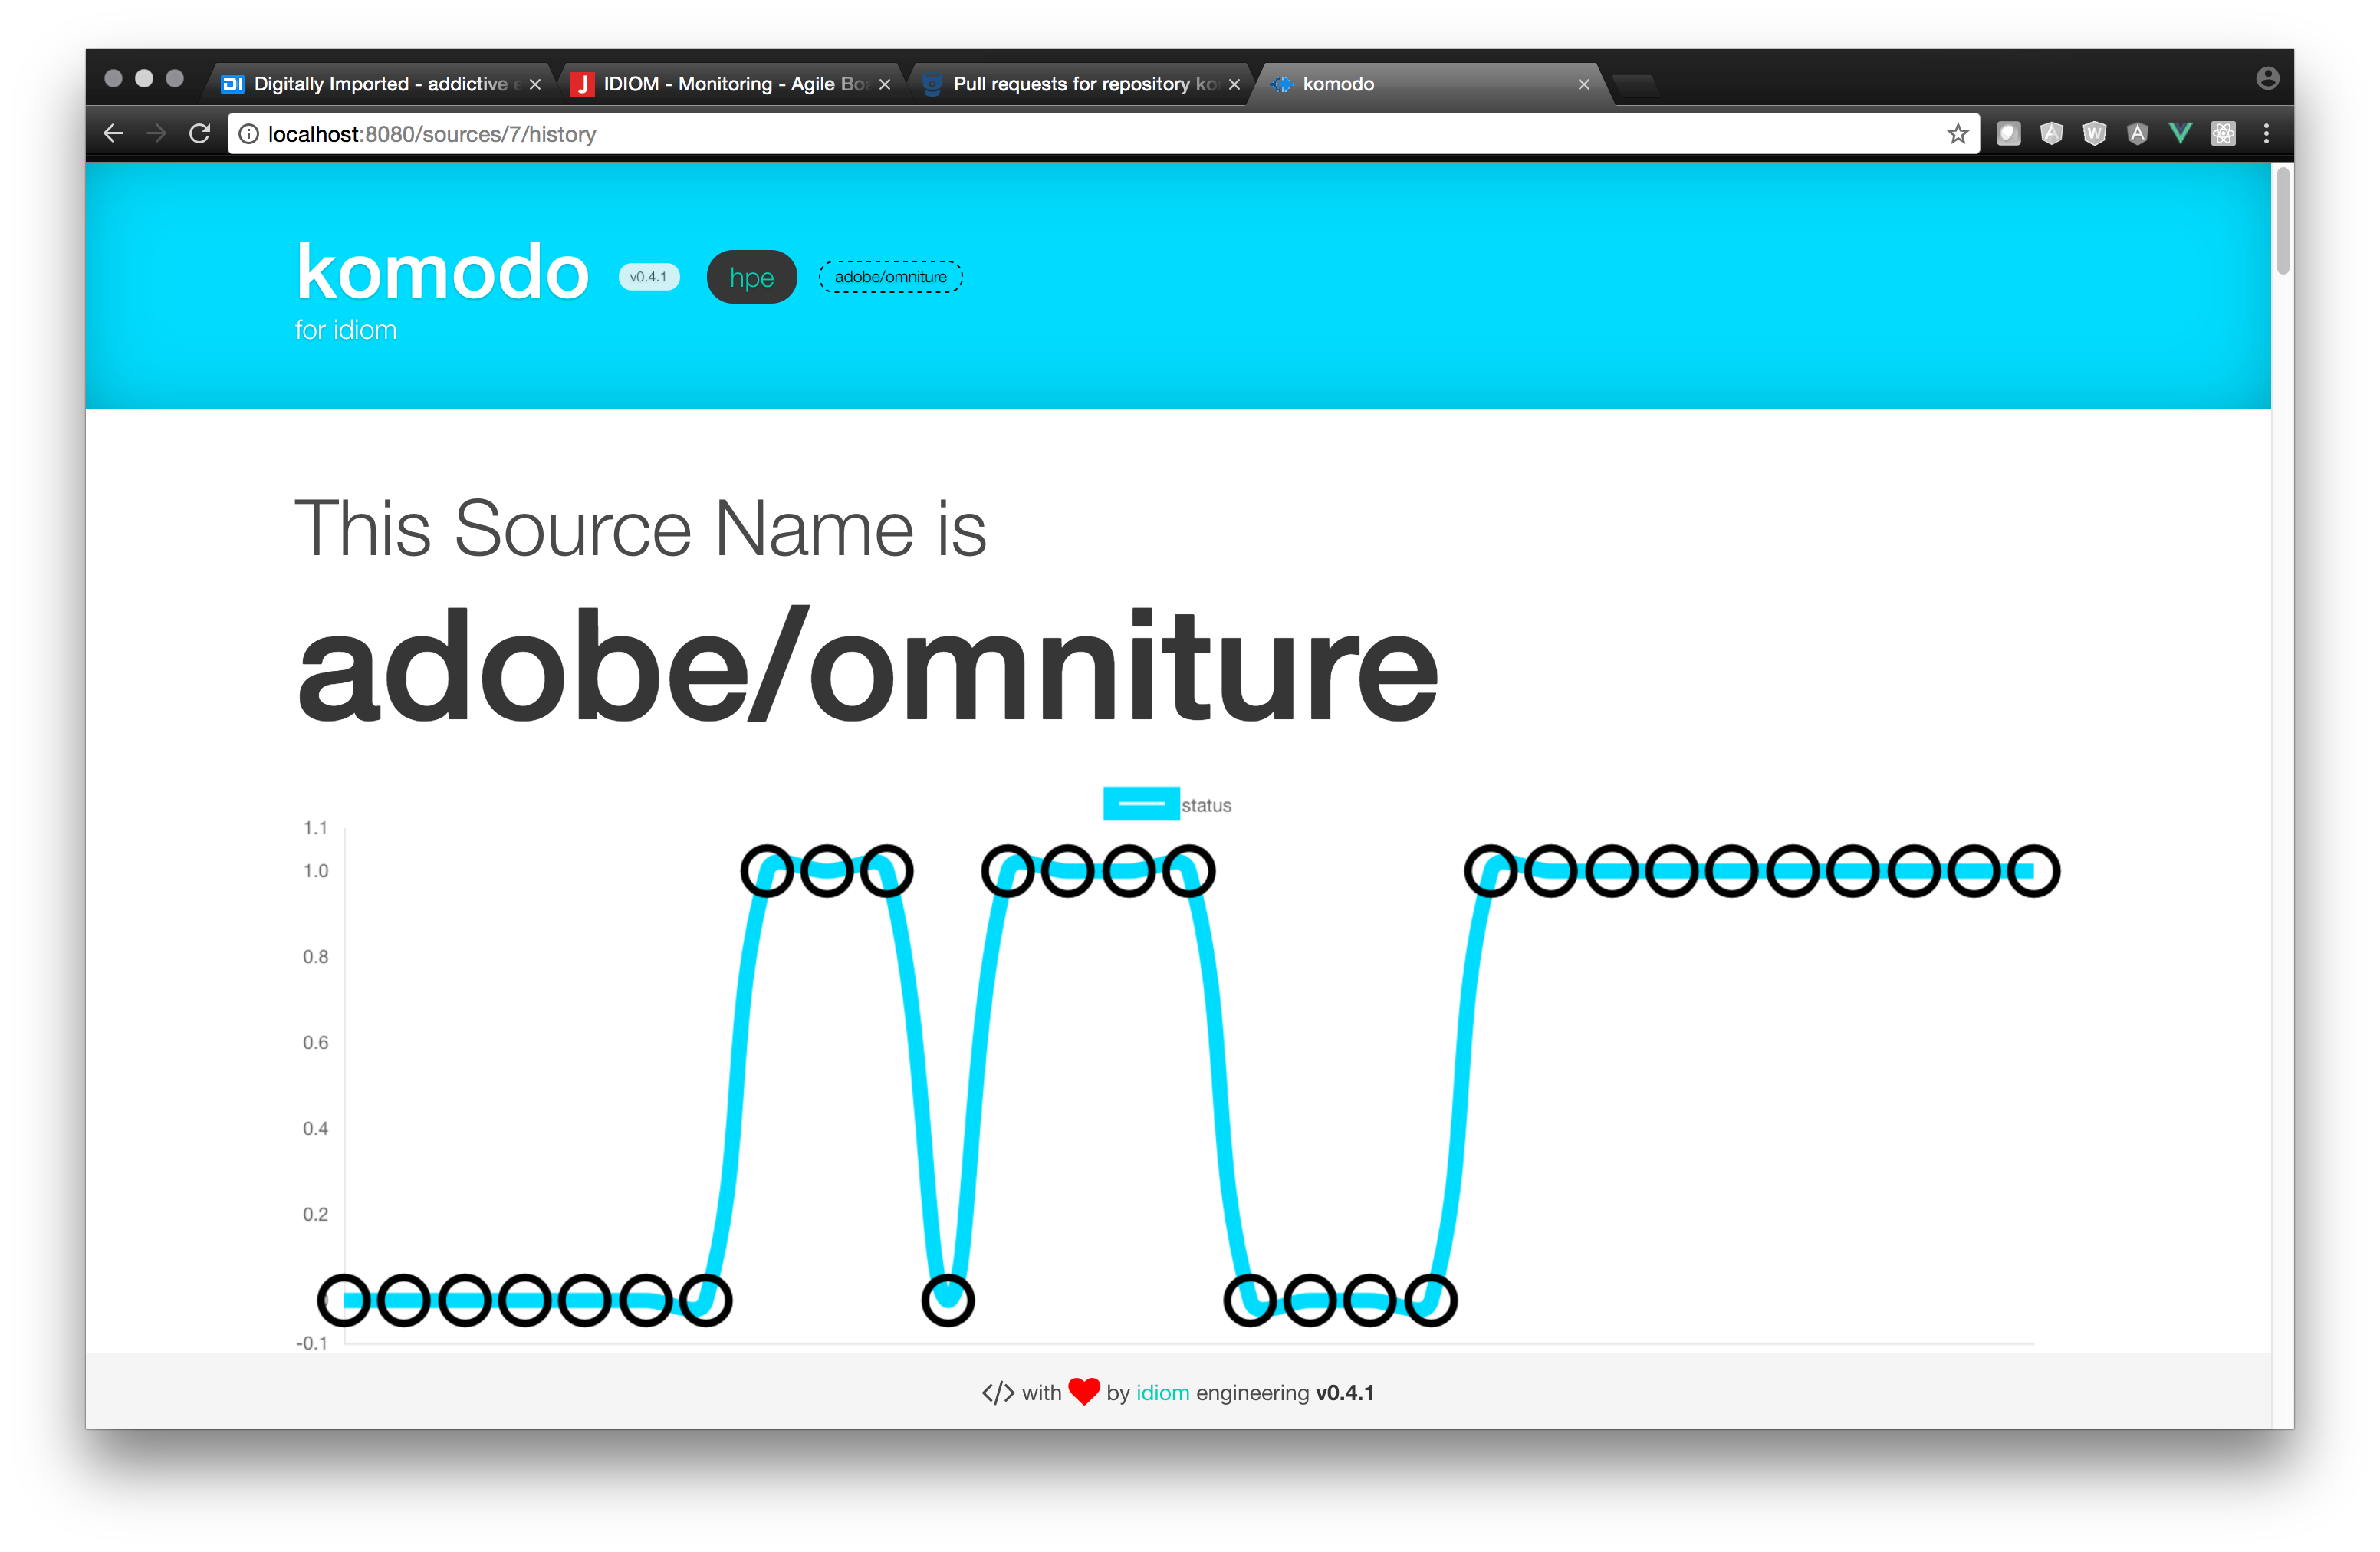 Digitally Imported - addictive e
IDIOM - Monitoring - Agile Boa
Pull requests for repository ko
komodo
localhost:8080/sources/7/history
komodo
v0.4.1
hpe
adobe/omniture
for idiom
This Source Name is
adobe/omniture
status
1.1
1.0
0.8
0.6
0.4
0.2
-0.1
</> with ❤ by idiom engineering v0.4.1